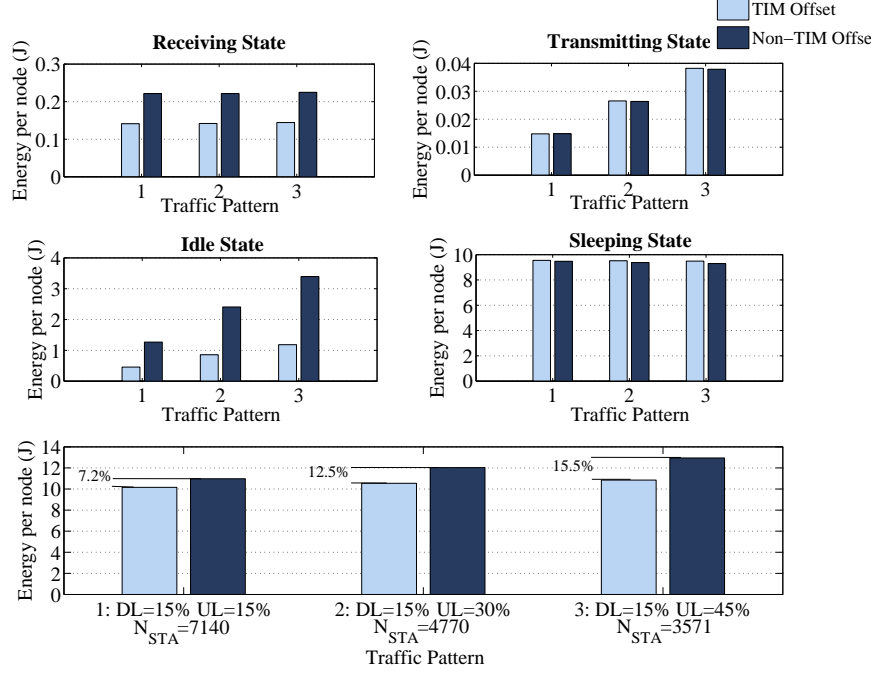 TIM Offset
Non−TIM Offset
Receiving State
Energy per node (J)
0.3
0.2
0.1
0
1 2 3
Traffic Pattern
Transmitting State
Energy per node (J)
0.04
0.03
0.02
0.01
0
1 2 3
Traffic Pattern
Idle State
Energy per node (J)
4
3
2
1
0
1 2 3
Traffic Pattern
Sleeping State
Energy per node (J)
10
8
6
4
2
0
1 2 3
Traffic Pattern
Energy per node (J)
14
12
10
8
6
4
2
0
7.2%
12.5%
15.5%
1: DL=15% UL=15% 2: DL=15% UL=30% 3: DL=15% UL=45%
N_STA=7140 N_STA=4770 N_STA=3571
Traffic Pattern